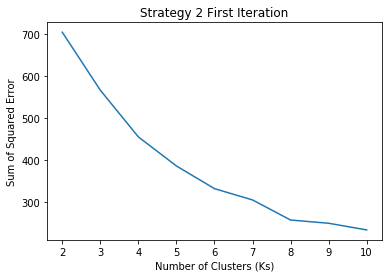 Strategy 2 First Iteration
700
600
500
400
300
Sum of Squared Error
2 3 4 5 6 7 8 9 10
Number of Clusters (Ks)